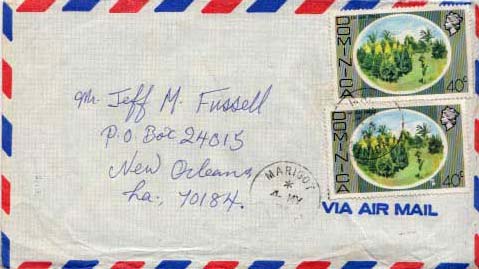 Mr. Jeff M. Fussell
P.O. Box 24015
New Orleans
La., 70184.
DOMINICA
40c
DOMINICA
40c
MARIGOT
VIA AIR MAIL